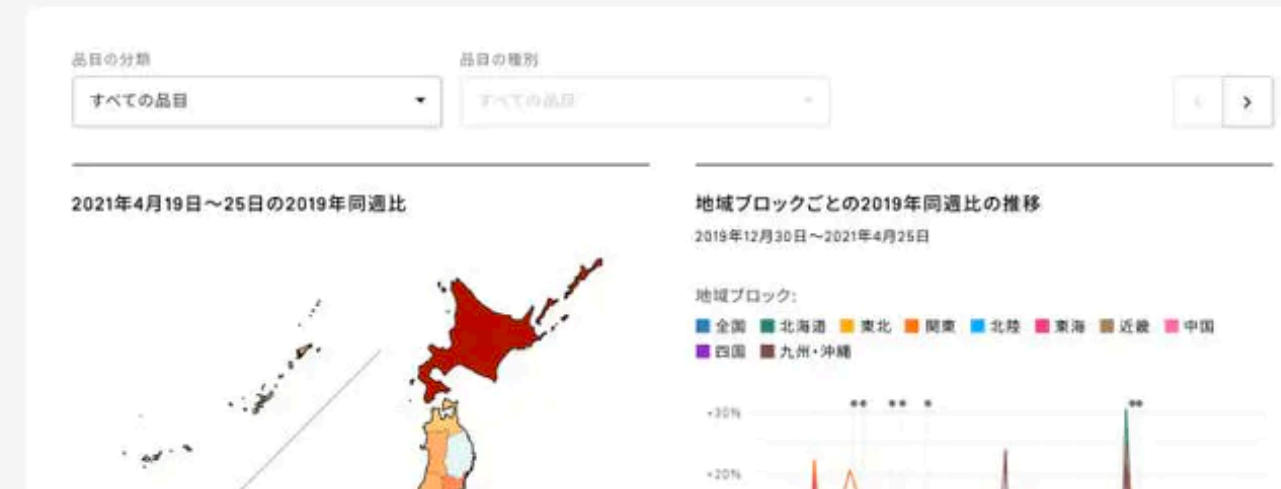 品目の分類
品目の種別
すべての品目
すべての品目
2021年4月19日〜25日の2019年同週比
地域ブロックごとの2019年同週比の推移
2019年12月30日〜2021年4月25日
地域ブロック:
全国 北海道 東北 関東 北陸 東海 近畿 中国
四国 九州・沖縄
+30%
+20%